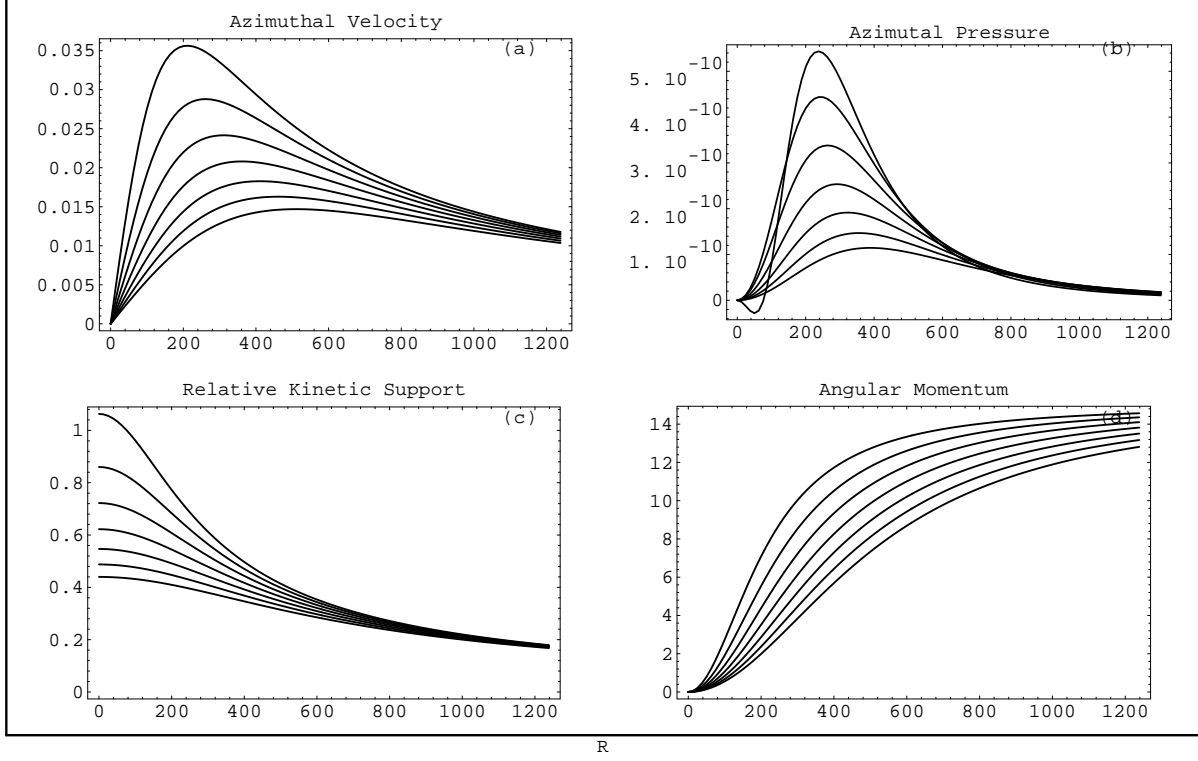 Azimuthal Velocity
(a)
0.035
0.03
0.025
0.02
0.015
0.01
0.005
0
0 200 400 600 800 1000 1200
Azimutal Pressure
(b)
5. 10 -10
4. 10 -10
3. 10 -10
2. 10 -10
1. 10 -10
0
0 200 400 600 800 1000 1200
Relative Kinetic Support
(c)
1
0.8
0.6
0.4
0.2
0
0 200 400 600 800 1000 1200
Angular Momentum
(d)
14
12
10
8
6
4
2
0
0 200 400 600 800 1000 1200
R